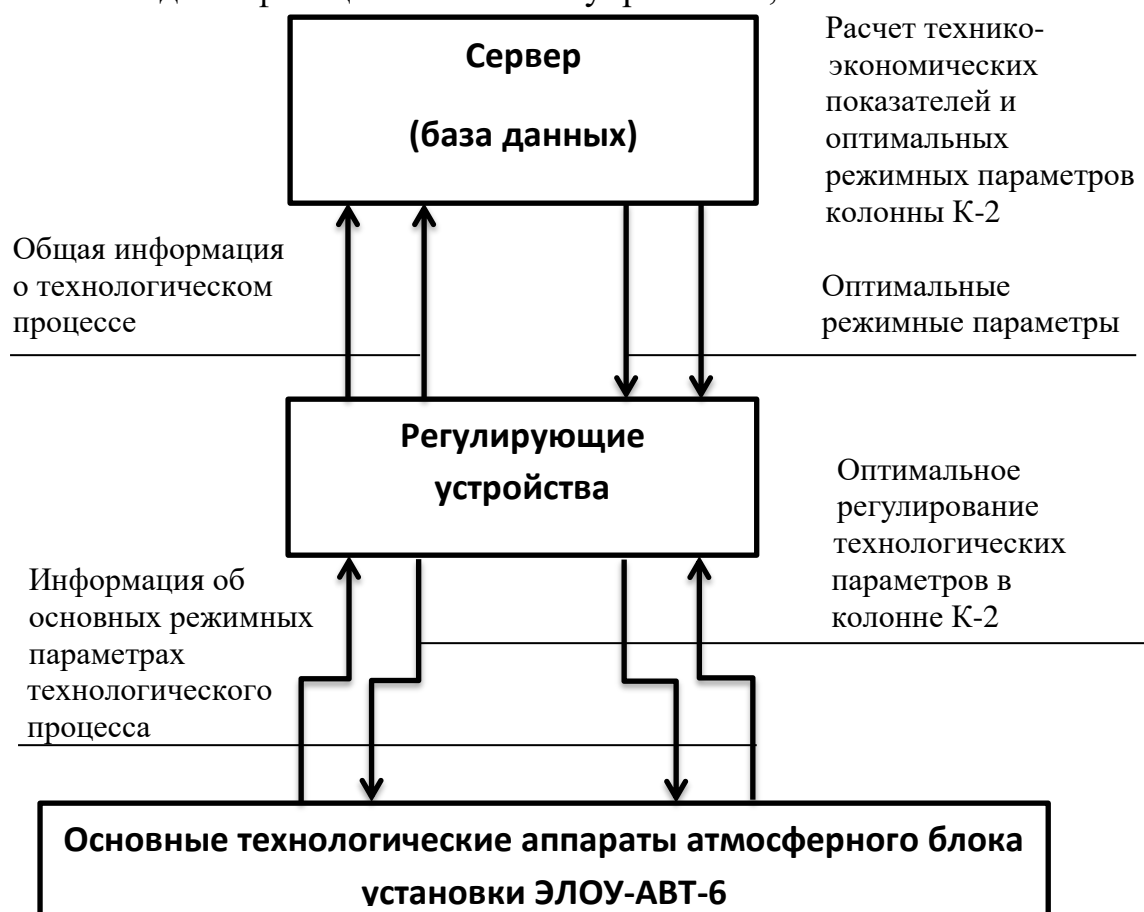 Сервер
(база данных)
Расчет технико-
экономических
показателей и
оптимальных
режимных параметров
колонны К-2
Общая информация
о технологическом
процессе
Оптимальные
режимные параметры
Регулирующие
устройства
Оптимальное
регулирование
технологических
параметров в
колонне К-2
Информация об
основных режимных
параметрах
технологического
процесса
Основные технологические аппараты атмосферного блока
установки ЭЛОУ-АВТ-6